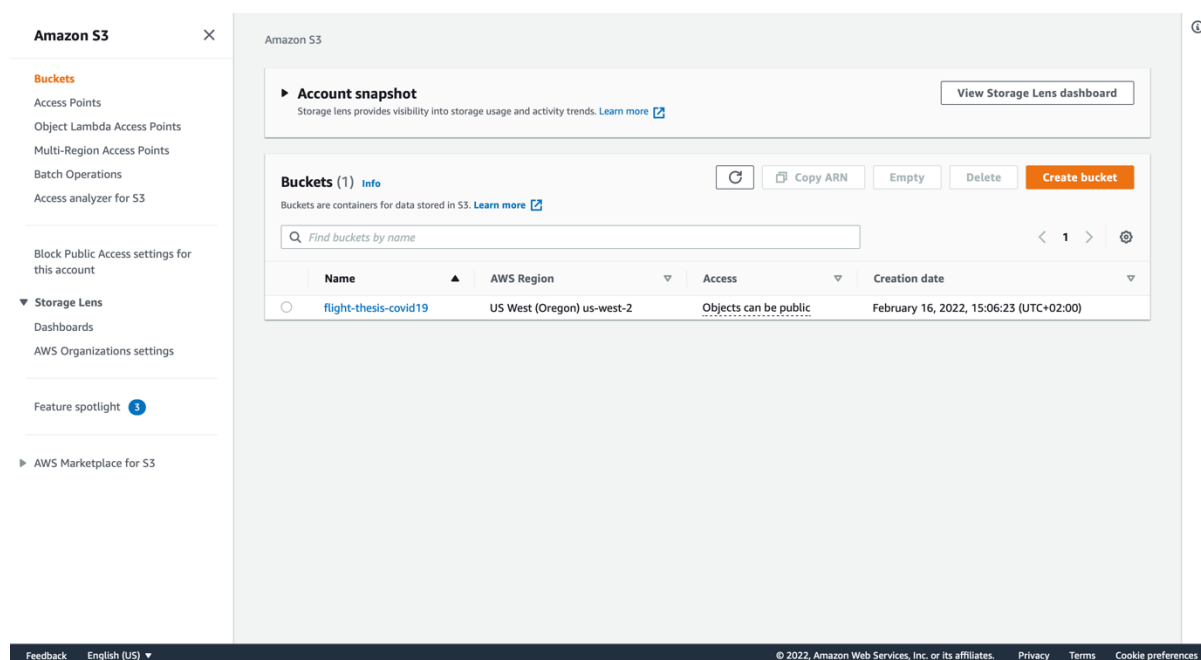 Amazon S3
Buckets
Access Points
Object Lambda Access Points
Multi-Region Access Points
Batch Operations
Access analyzer for S3
Block Public Access settings for
this account
Storage Lens
Dashboards
AWS Organizations settings
Feature spotlight 3
AWS Marketplace for S3
Amazon S3
Account snapshot
Storage lens provides visibility into storage usage and activity trends. Learn more
View Storage Lens dashboard
Buckets (1) Info
Buckets are containers for data stored in S3. Learn more
Copy ARN Empty Delete Create bucket
Find buckets by name
1
Name AWS Region Access Creation date
flight-thesis-covid19 US West (Oregon) us-west-2 Objects can be public February 16, 2022, 15:06:23 (UTC+02:00)
Feedback English (US) © 2022, Amazon Web Services, Inc. or its affiliates. Privacy Terms Cookie preferences